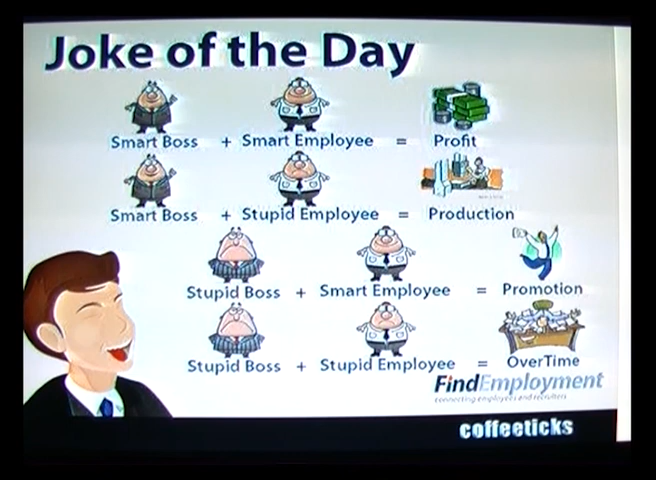 Joke of the Day
Smart Boss + Smart Employee = Profit
Smart Boss + Stupid Employee = Production
Stupid Boss + Smart Employee = Promotion
Stupid Boss + Stupid Employee = OverTime
FindEmployment
connecting employees and recruiters
coffeeticks